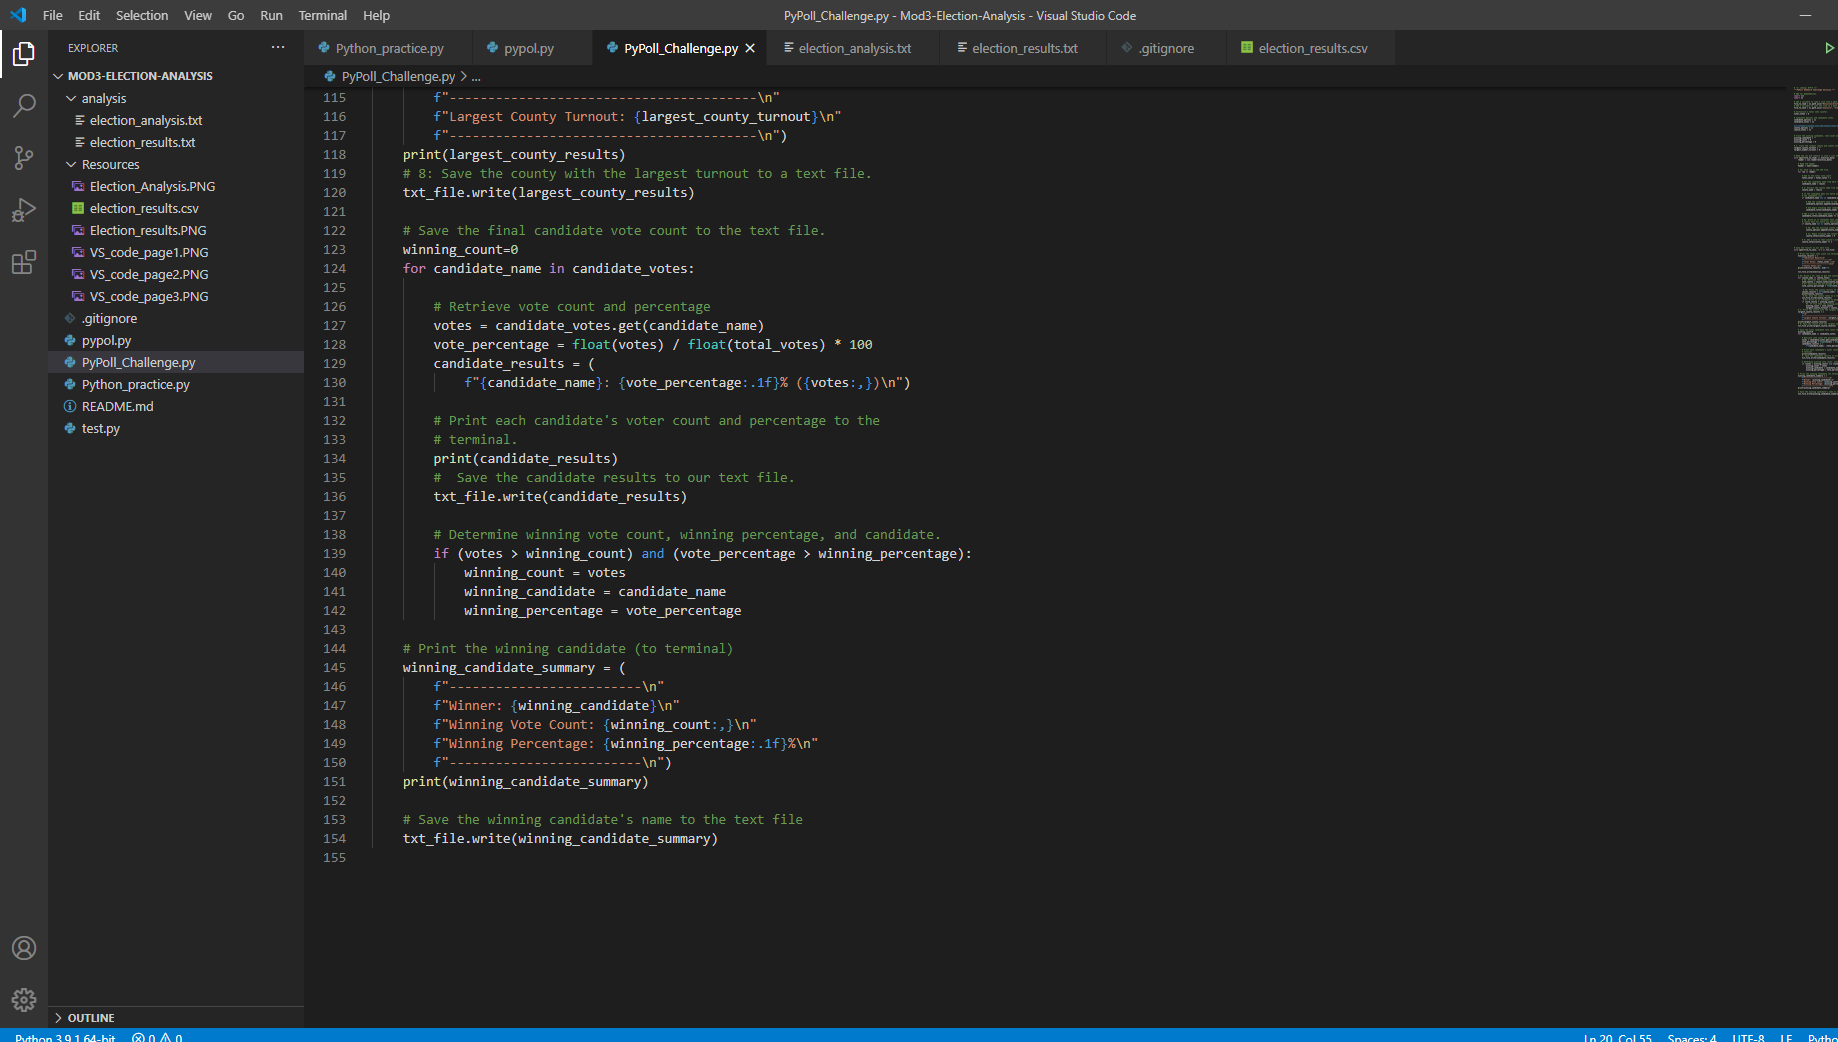 File Edit Selection View Go Run Terminal Help
PyPoll_Challenge.py - Mod3-Election-Analysis - Visual Studio Code
EXPLORER
MOD3-ELECTION-ANALYSIS
analysis
election_analysis.txt
election_results.txt
Resources
Election_Analysis.PNG
election_results.csv
Election_results.PNG
VS_code_page1.PNG
VS_code_page2.PNG
VS_code_page3.PNG
.gitignore
pypol.py
PyPoll_Challenge.py
Python_practice.py
README.md
test.py
OUTLINE
Python_practice.py pypol.py PyPoll_Challenge.py election_analysis.txt election_results.txt .gitignore election_results.csv
PyPoll_Challenge.py > ...
115 f"----------------------------------------\n"
116 f"Largest County Turnout: {largest_county_turnout}\n"
117 f"----------------------------------------\n")
118 print(largest_county_results)
119 # 8: Save the county with the largest turnout to a text file.
120 txt_file.write(largest_county_results)
121
122 # Save the final candidate vote count to the text file.
123 winning_count=0
124 for candidate_name in candidate_votes:
125
126 # Retrieve vote count and percentage
127 votes = candidate_votes.get(candidate_name)
128 vote_percentage = float(votes) / float(total_votes) * 100
129 candidate_results = (
130 f"{candidate_name}: {vote_percentage:.1f}% ({votes:,})\n")
131
132 # Print each candidate's voter count and percentage to the
133 # terminal.
134 print(candidate_results)
135 #  Save the candidate results to our text file.
136 txt_file.write(candidate_results)
137
138 # Determine winning vote count, winning percentage, and candidate.
139 if (votes > winning_count) and (vote_percentage > winning_percentage):
140 winning_count = votes
141 winning_candidate = candidate_name
142 winning_percentage = vote_percentage
143
144 # Print the winning candidate (to terminal)
145 winning_candidate_summary = (
146 f"-------------------------\n"
147 f"Winner: {winning_candidate}\n"
148 f"Winning Vote Count: {winning_count:,}\n"
149 f"Winning Percentage: {winning_percentage:.1f}%\n"
150 f"-------------------------\n")
151 print(winning_candidate_summary)
152
153 # Save the winning candidate's name to the text file
154 txt_file.write(winning_candidate_summary)
155
Python 3.9.1 64-bit 0 0 Ln 20, Col 55 Spaces: 4 UTF-8 LF Pytho